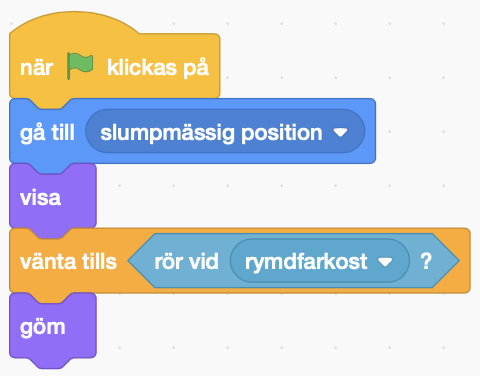 när klickas på
gå till slumpmässig position
visa
vänta tills rör vid rymdfarkost ?
göm